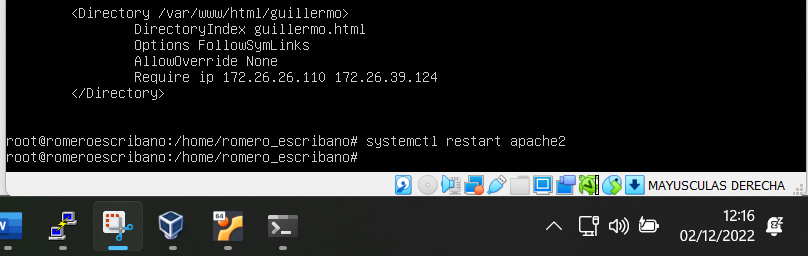 <Directory /var/www/html/guillermo>
DirectoryIndex guillermo.html
Options FollowSymLinks
AllowOverride None
Require ip 172.26.26.110 172.26.39.124
</Directory>
root@romeroescribano:/home/romero_escribano# systemctl restart apache2
root@romeroescribano:/home/romero_escribano#
MAYUSCULAS DERECHA
W
64
12:16
02/12/2022